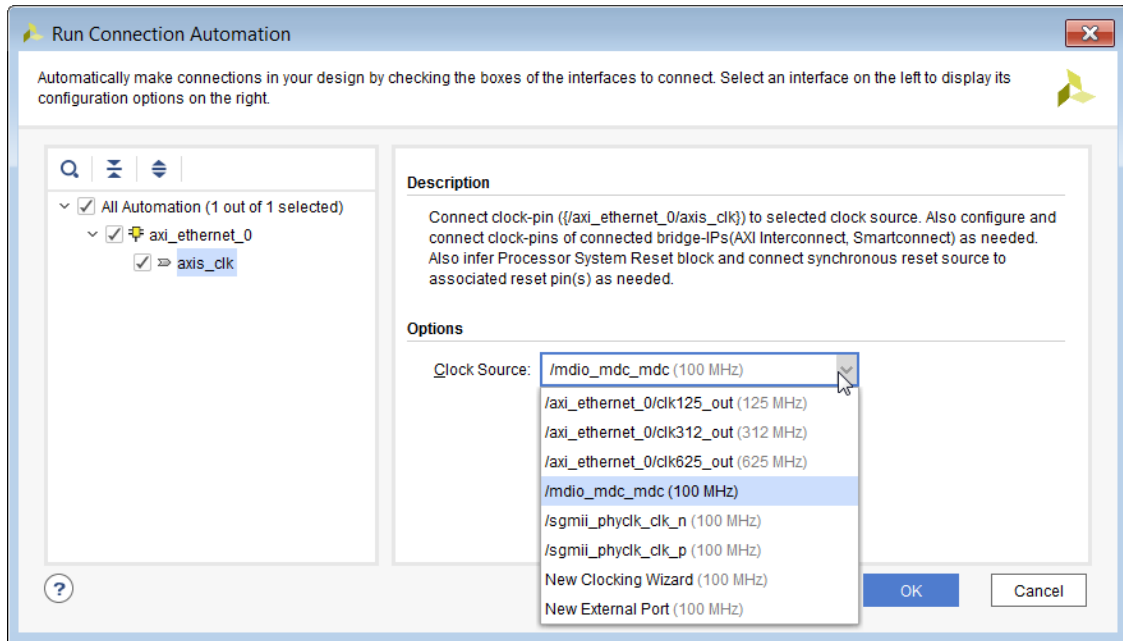 Run Connection Automation
Automatically make connections in your design by checking the boxes of the interfaces to connect. Select an interface on the left to display its
configuration options on the right.
All Automation (1 out of 1 selected)
axi_ethernet_0
axis_clk
Description
Connect clock-pin ({/axi_ethernet_0/axis_clk}) to selected clock source. Also configure and
connect clock-pins of connected bridge-IPs(AXI Interconnect, Smartconnect) as needed.
Also infer Processor System Reset block and connect synchronous reset source to
associated reset pin(s) as needed.
Options
Clock Source: /mdio_mdc_mdc (100 MHz)
/axi_ethernet_0/clk125_out (125 MHz)
/axi_ethernet_0/clk312_out (312 MHz)
/axi_ethernet_0/clk625_out (625 MHz)
/mdio_mdc_mdc (100 MHz)
/sgmii_phyclk_clk_n (100 MHz)
/sgmii_phyclk_clk_p (100 MHz)
New Clocking Wizard (100 MHz)
New External Port (100 MHz)
? OK Cancel